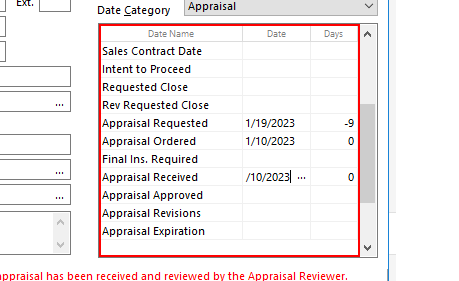 Ext.
Date Category Appraisal
Date Name Date Days
Sales Contract Date
Intent to Proceed
Requested Close
Rev Requested Close
Appraisal Requested 1/19/2023 -9
Appraisal Ordered 1/10/2023 0
Final Ins. Required
Appraisal Received /10/2023 ... 0
Appraisal Approved
Appraisal Revisions
Appraisal Expiration
...
...
...
appraisal has been received and reviewed by the Appraisal Reviewer.